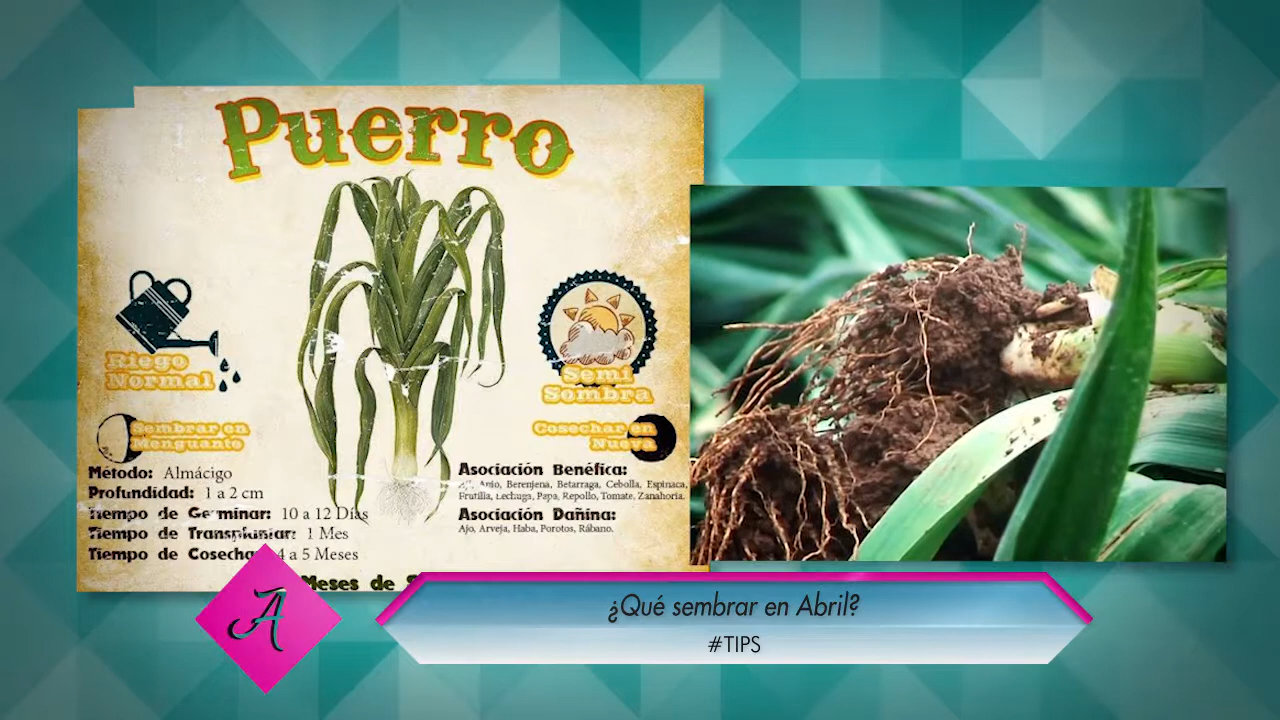 Puerro
Riego
Normal
Semi
Sombra
Sembrar en
Menguante
Cosechar en
Nueva
Método: Almácigo
Profundidad: 1 a 2 cm
Tiempo de Germinar: 10 a 12 Días
Tiempo de Transplantar: 1 Mes
Tiempo de Cosecha 4 a 5 Meses
Asociación Benéfica:
Apio, Berenjena, Betarraga, Cebolla, Espinaca,
Frutilla, Lechuga, Papa, Repollo, Tomate, Zanahoria.
Asociación Dañina:
Ajo, Arveja, Haba, Porotos, Rábano.
Meses de
A
¿Qué sembrar en Abril?
#TIPS